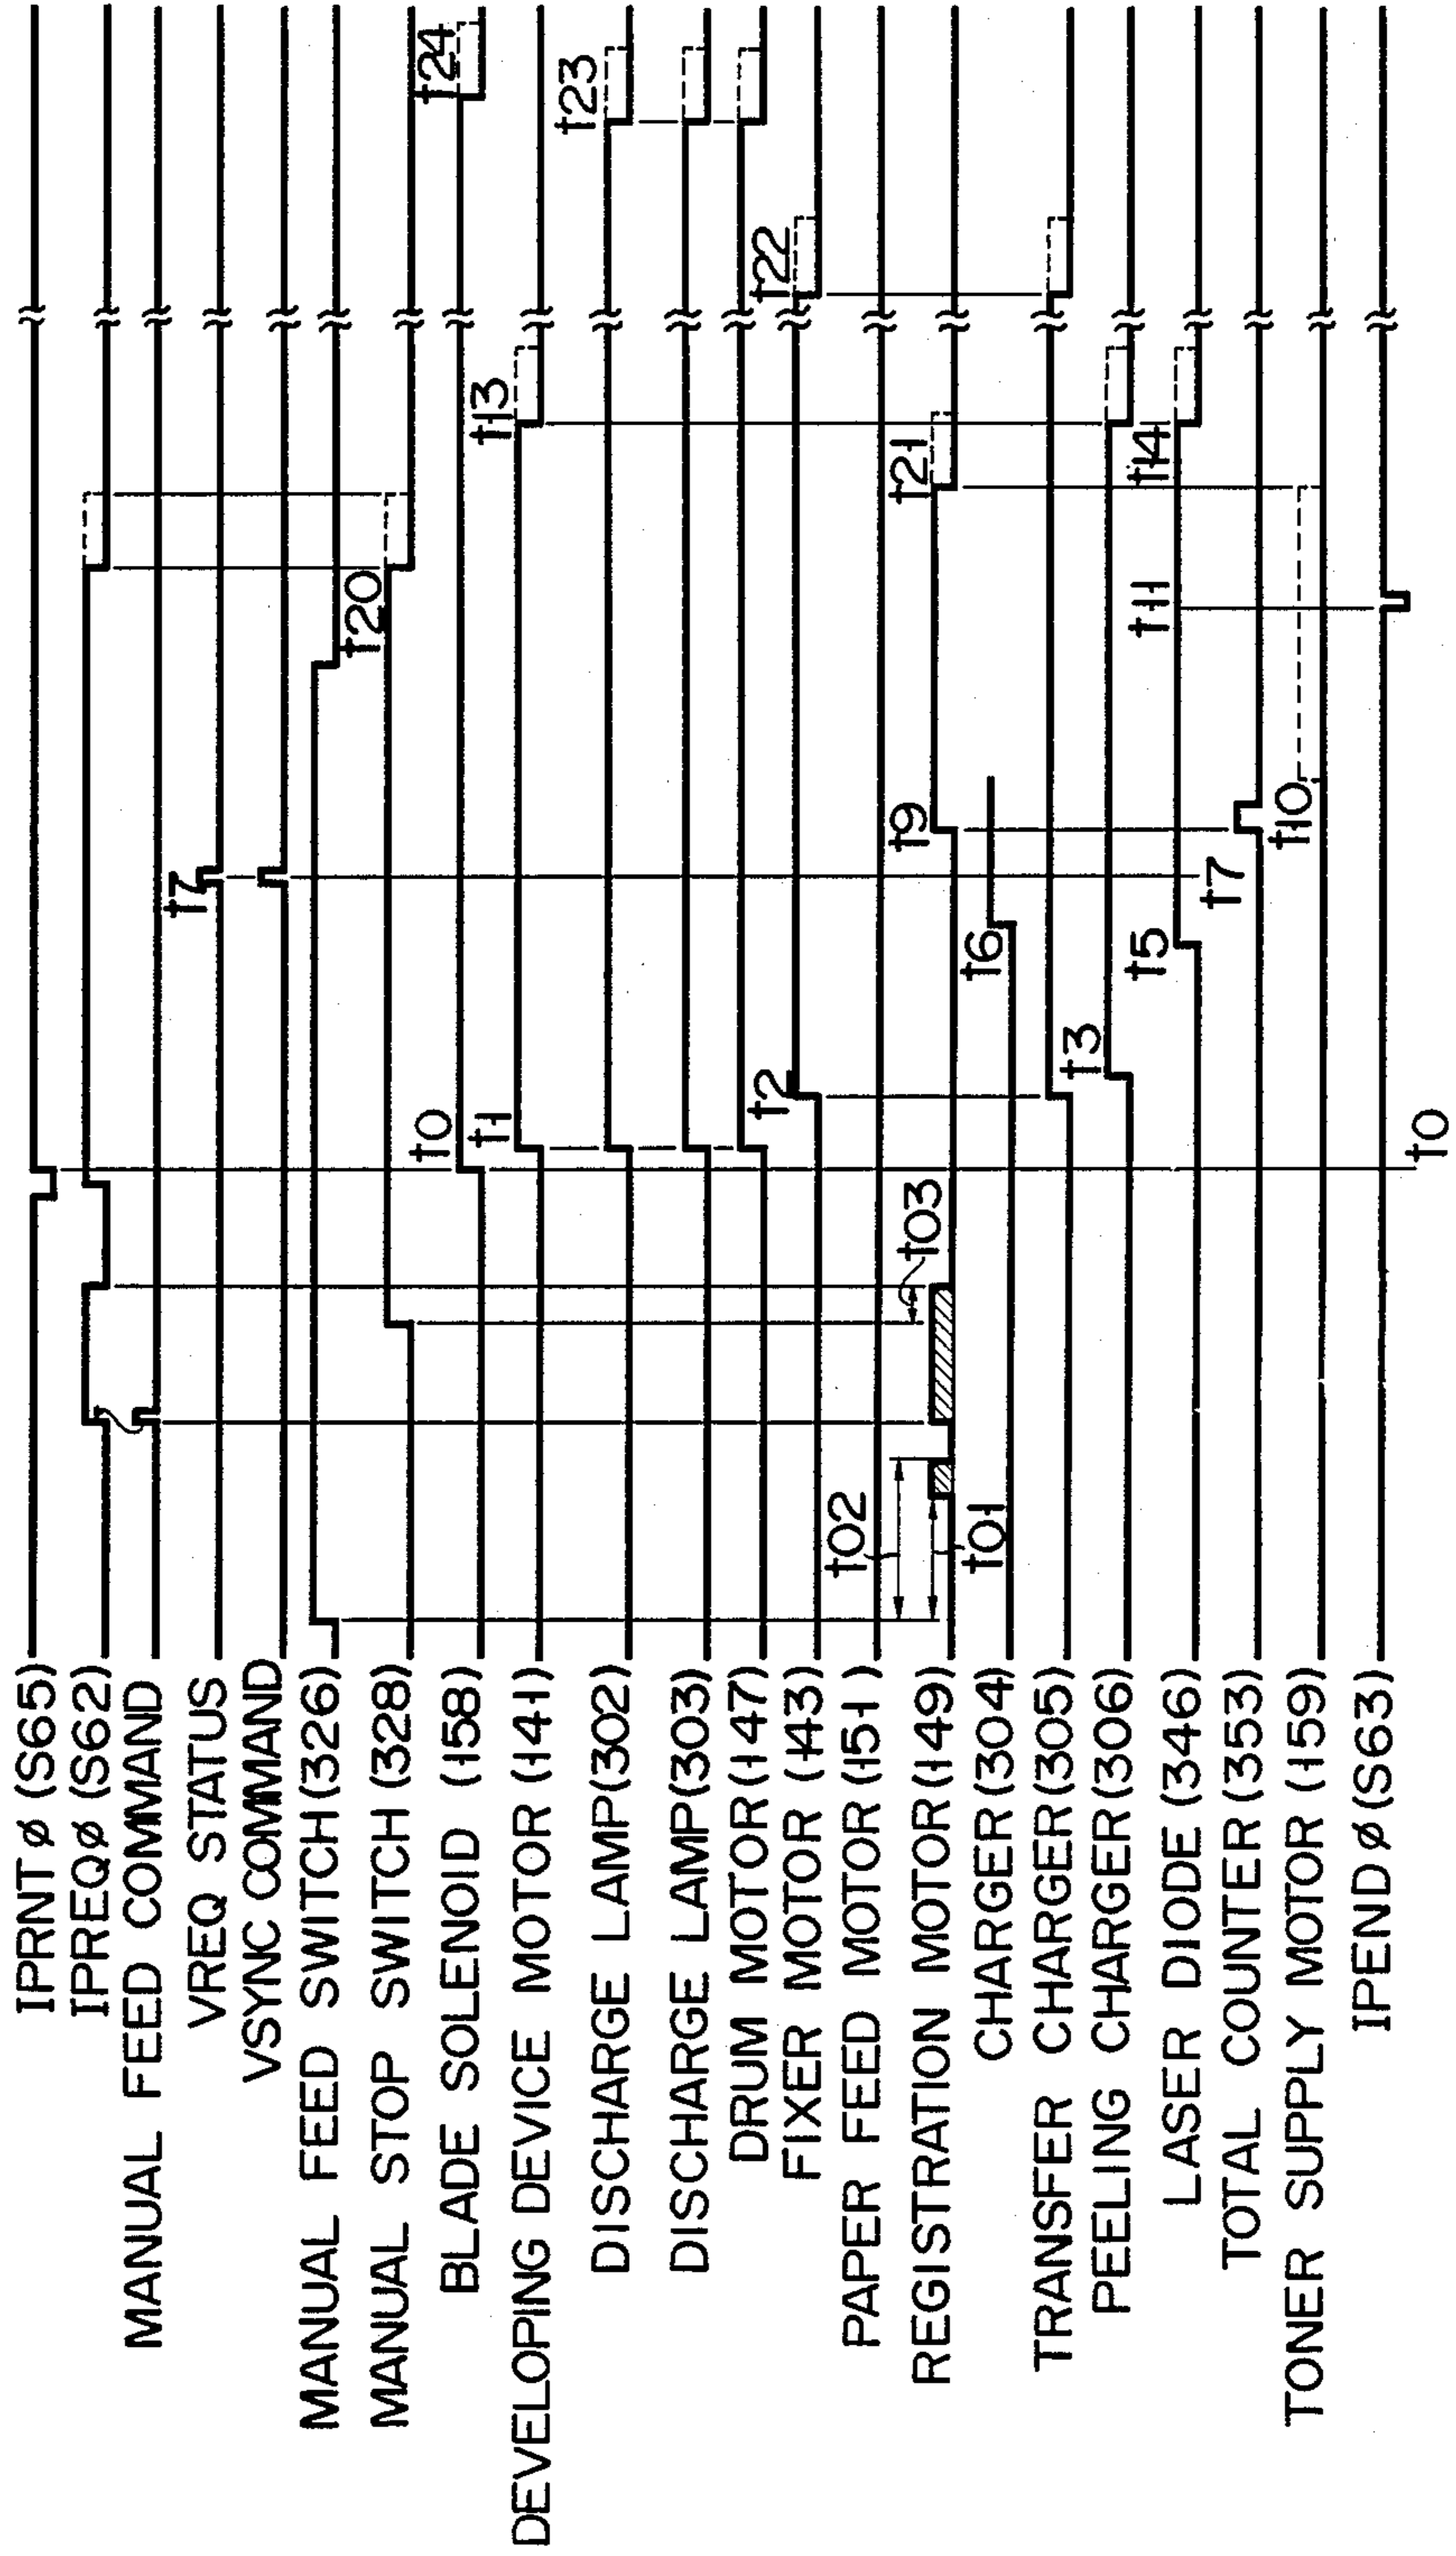 IPRNTØ (S65)
IPREQØ (S62)
MANUAL FEED COMMAND
VREQ STATUS
VSYNC COMMAND
MANUAL FEED SWITCH (326)
MANUAL STOP SWITCH (328)
BLADE SOLENOID (158)
DEVELOPING DEVICE MOTOR (141)
DISCHARGE LAMP (302)
DISCHARGE LAMP (303)
DRUM MOTOR (147)
FIXER MOTOR (143)
PAPER FEED MOTOR (151)
REGISTRATION MOTOR (149)
CHARGER (304)
TRANSFER CHARGER (305)
PEELING CHARGER (306)
LASER DIODE (346)
TOTAL COUNTER (353)
TONER SUPPLY MOTOR (159)
IPENDØ (S63)
t7
t20
t0
t24
t1
t13
t23
t2
t22
t02
t01
t03
t9
t21
t6
t3
t5
t11
t14
t7
t10
t0